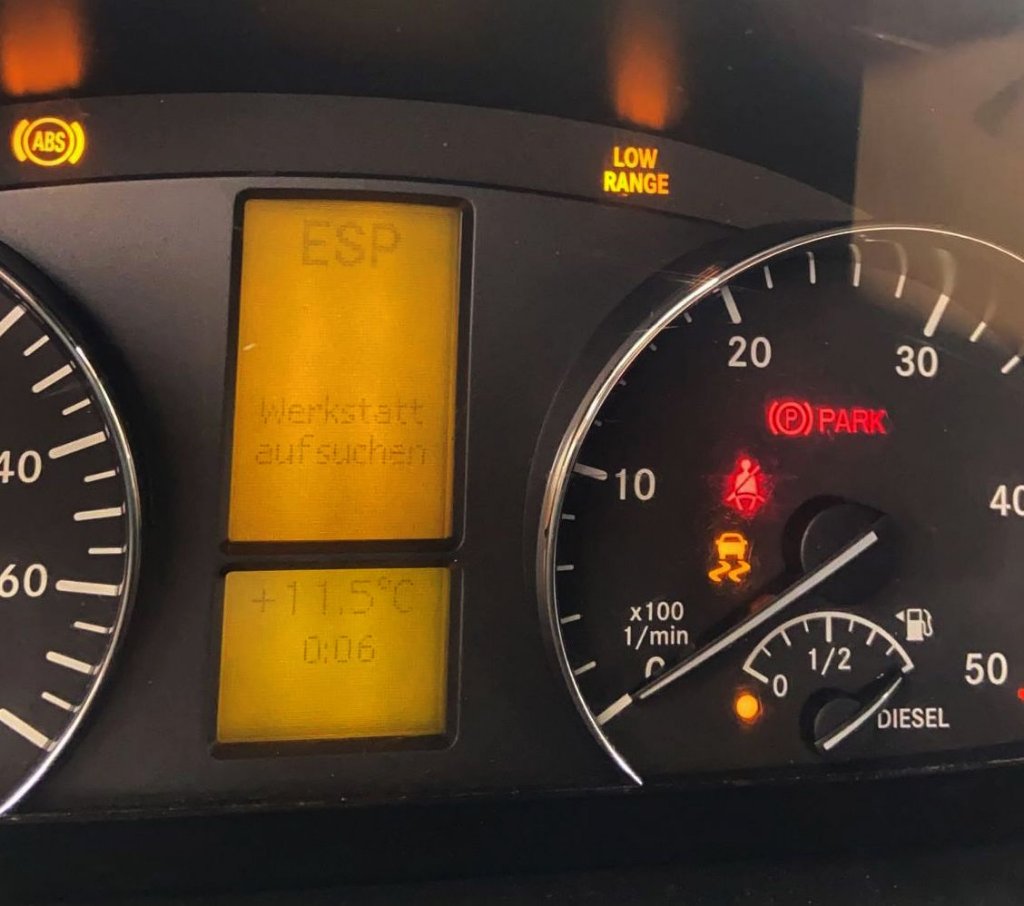 ABS
LOW
RANGE
ESP
Werkstatt
aufsuchen
+11.5°C
0:06
40
60
10
20
30
40
50
P PARK
x100
1/min
0
1/2
DIESEL